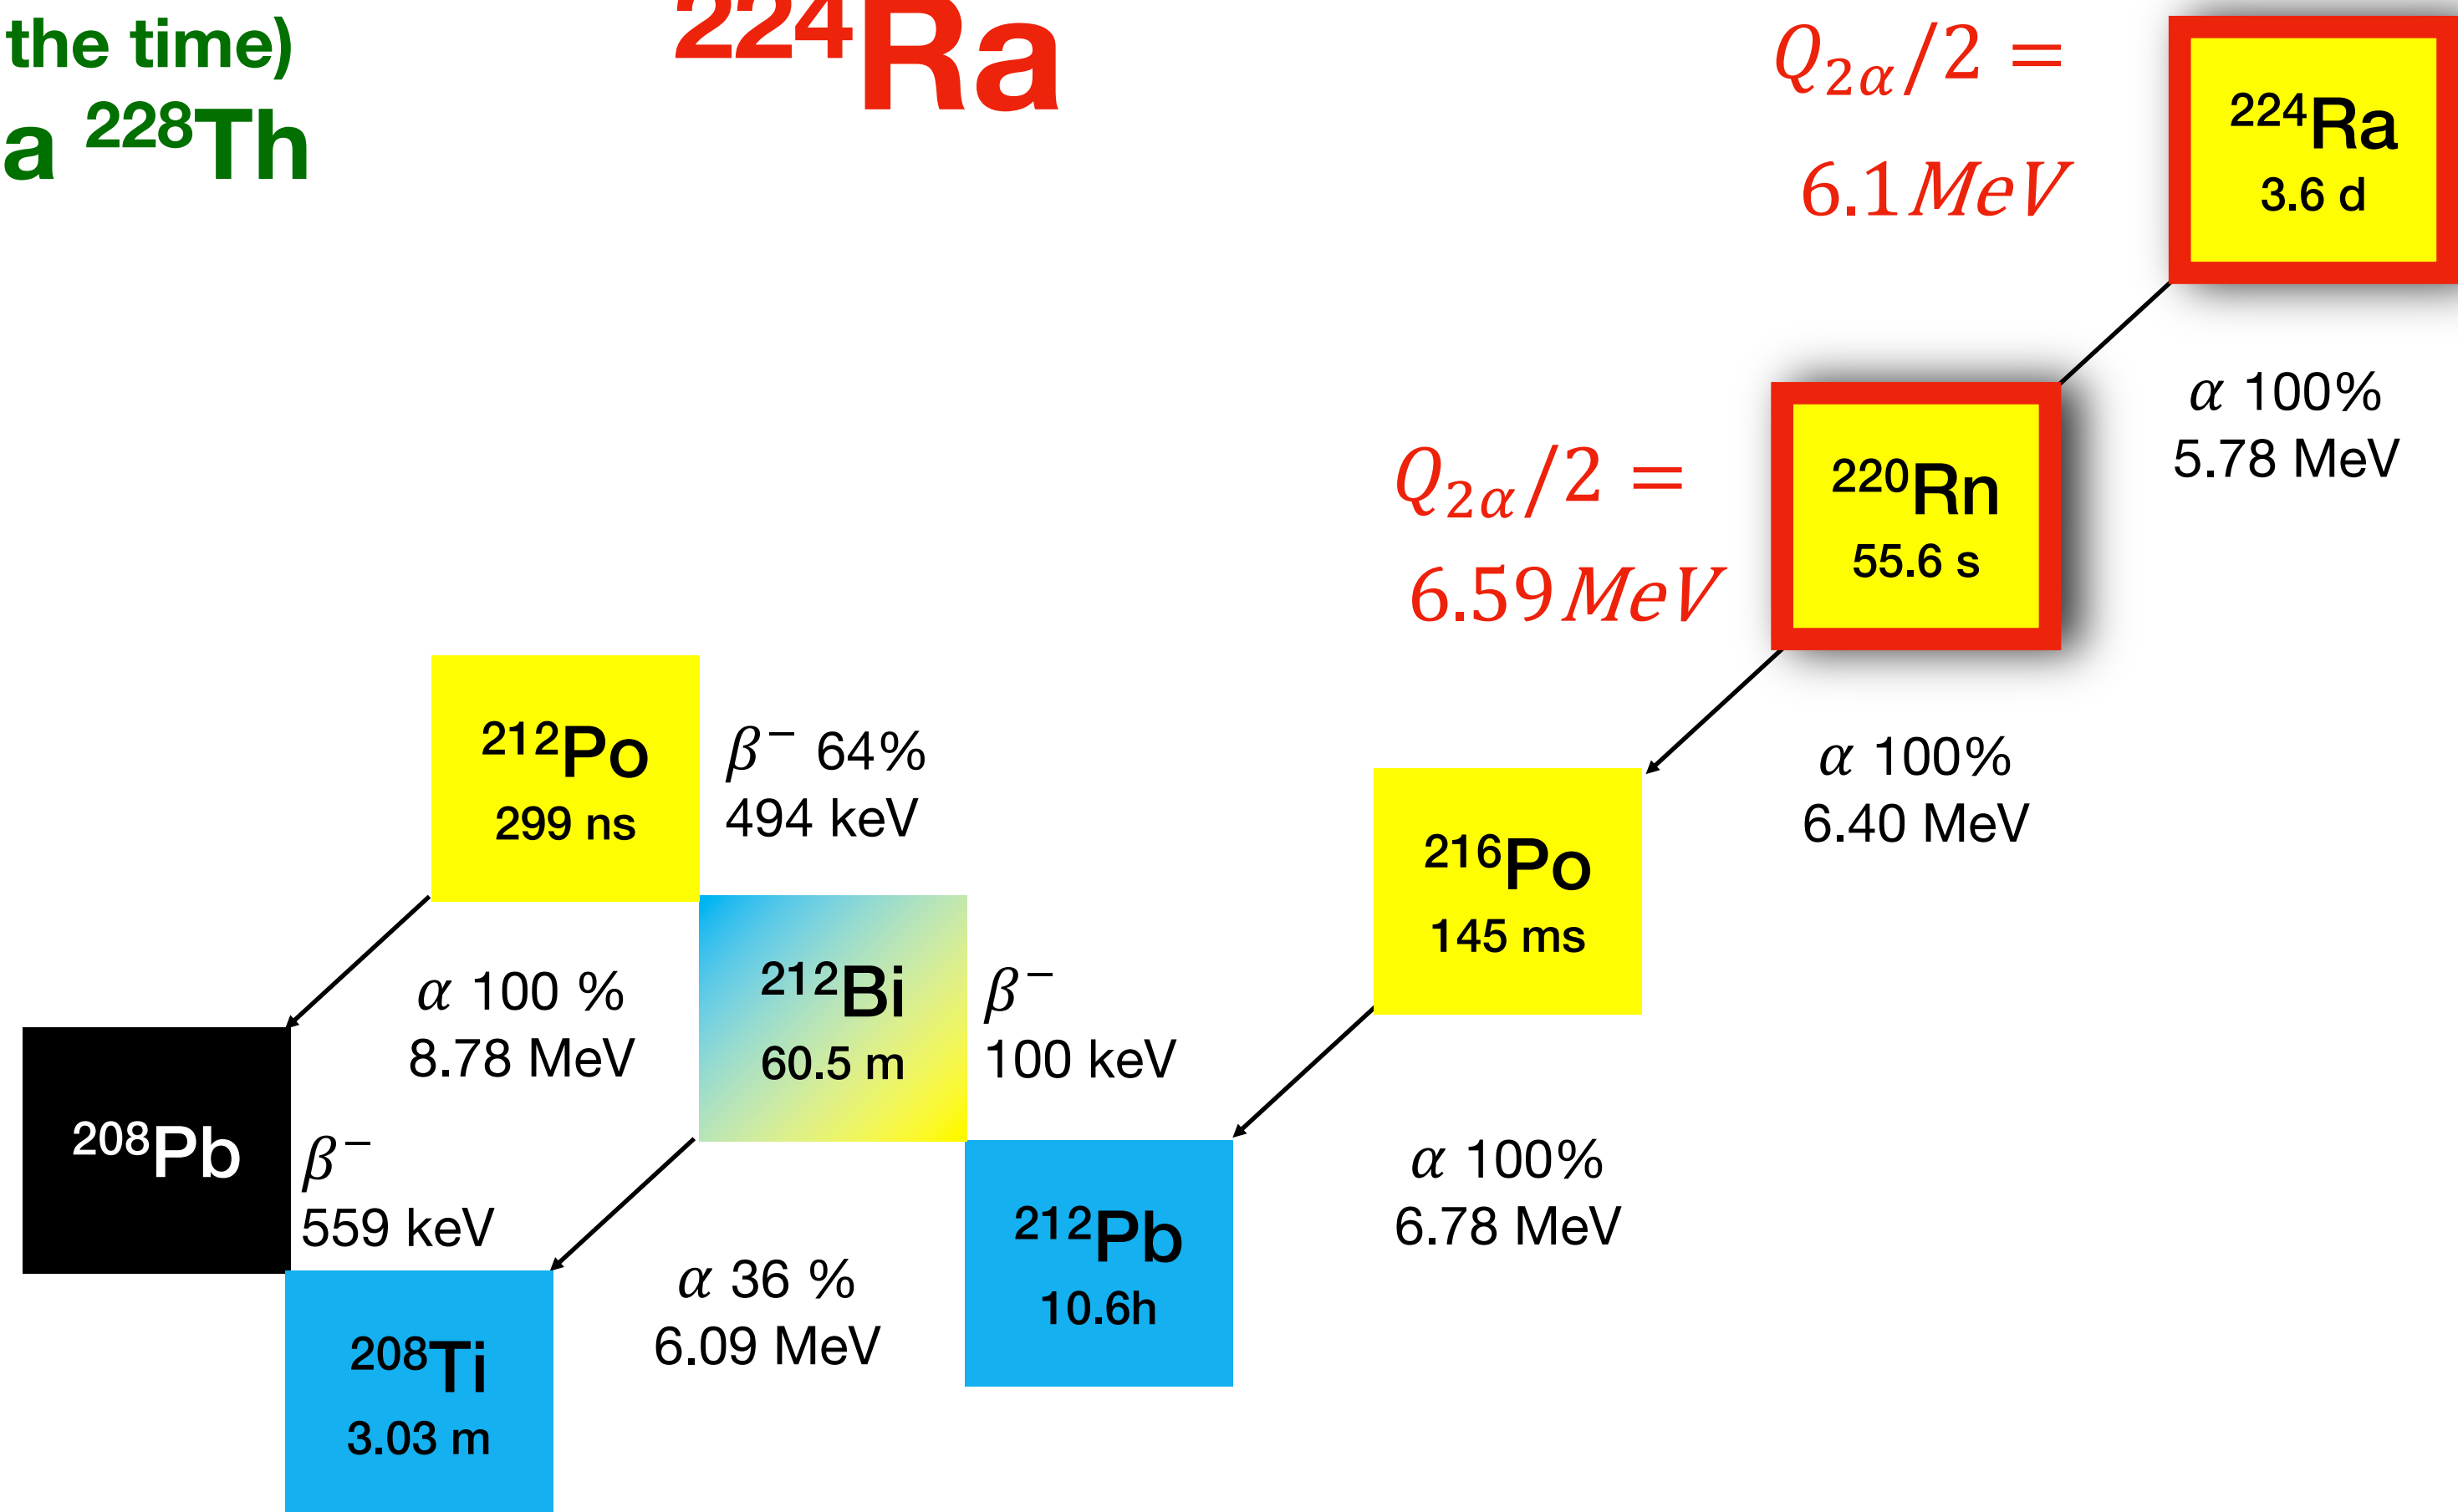 the time)
a ²²⁸Th
²²⁴Ra
Q₂α/2 =
6.1 MeV
²²⁴Ra
3.6 d
α 100%
5.78 MeV
Q₂α/2 =
6.59 MeV
²²⁰Rn
55.6 s
α 100%
6.40 MeV
²¹²Po
299 ns
β⁻ 64%
494 keV
²¹⁶Po
145 ms
α 100 %
8.78 MeV
²¹²Bi
60.5 m
β⁻
100 keV
α 100%
6.78 MeV
²⁰⁸Pb
β⁻
559 keV
²¹²Pb
10.6h
α 36 %
6.09 MeV
²⁰⁸Ti
3.03 m